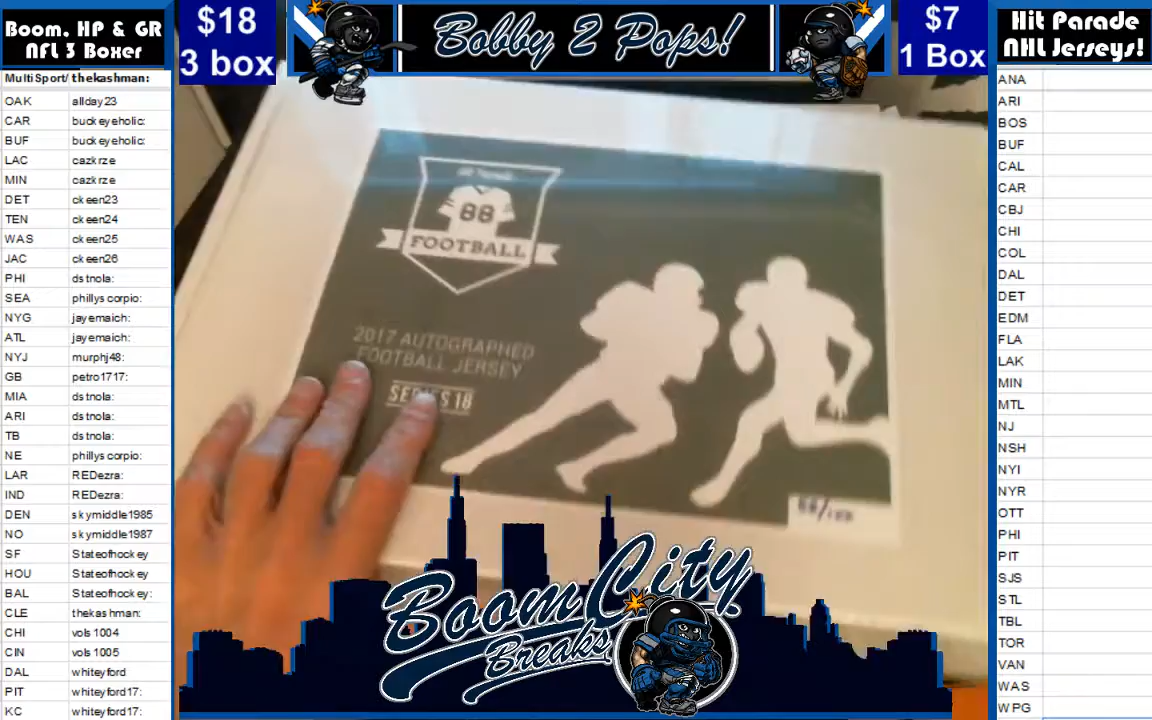 Boom, HP & GR
NFL 3 Boxer
$18
3 box
Bobby 2 Pops!
$7
1 Box
Hit Parade
NHL Jerseys!
MultiSport/ thekashman:
OAK allday23
CAR buckeyeholic:
BUF buckeyeholic:
LAC cazkrze
MIN cazkrze
DET ckeen23
TEN ckeen24
WAS ckeen25
JAC ckeen26
PHI dstnola:
SEA phillyscorpio:
NYG jayemaich:
ATL jayemaich:
NYJ murphj48:
GB petro1717:
MIA dstnola:
ARI dstnola:
TB dstnola:
NE phillyscorpio:
LAR REDezra:
IND REDezra:
DEN skymiddle1985
NO skymiddle1987
SF Stateofhockey
HOU Stateofhockey
BAL Stateofhockey:
CLE thekashman:
CHI vols1004
CIN vols1005
DAL whiteyford
PIT whiteyford17:
KC whiteyford17:
88
FOOTBALL
2017 AUTOGRAPHED
FOOTBALL JERSEY
SERIES 18
Boom City
Breaks
ANA
ARI
BOS
BUF
CAL
CAR
CBJ
CHI
COL
DAL
DET
EDM
FLA
LAK
MIN
MTL
NJ
NSH
NYI
NYR
OTT
PHI
PIT
SJS
STL
TBL
TOR
VAN
WAS
WPG